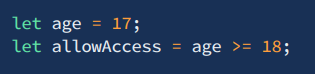 let age = 17;
let allowAccess = age >= 18;